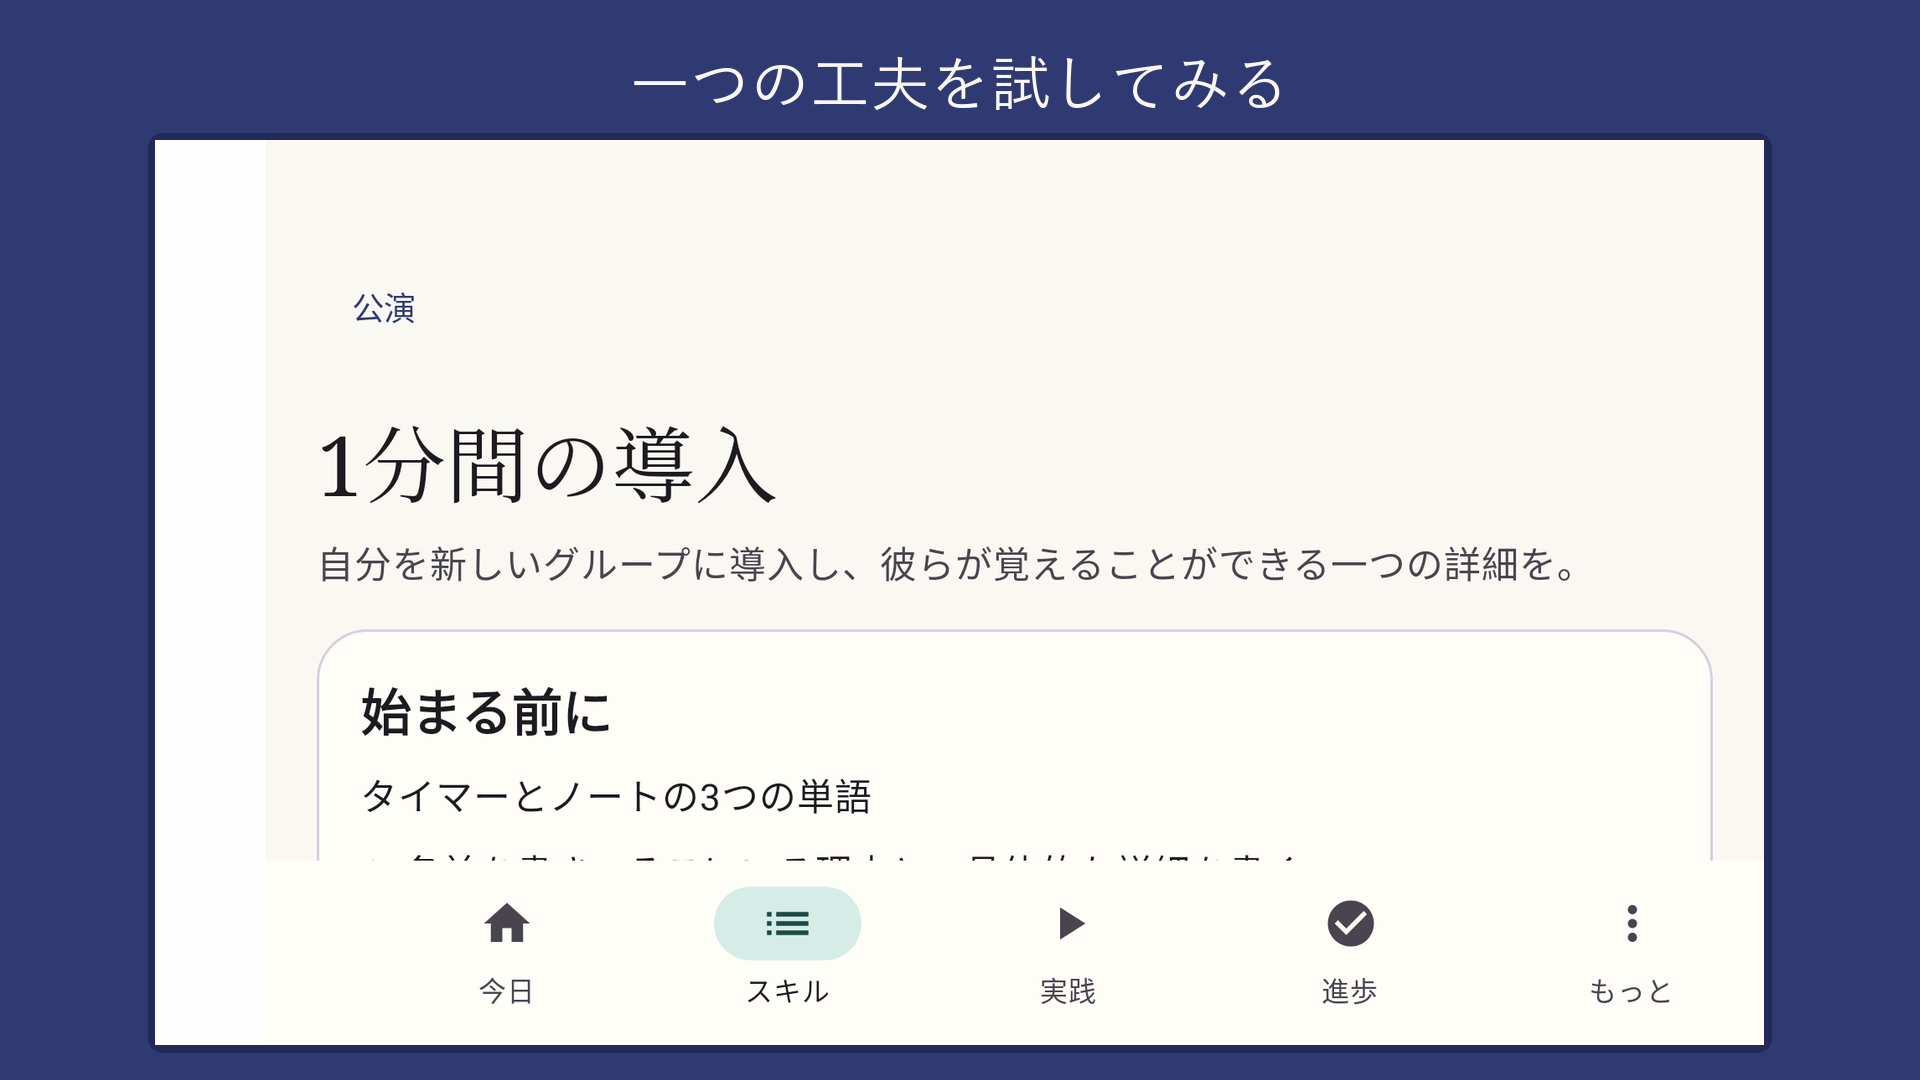 一つの工夫を試してみる
公演
1分間の導入
自分を新しいグループに導入し、彼らが覚えることができる一つの詳細を。
始まる前に
タイマーとノートの3つの単語
今日
スキル
実践
進歩
もっと